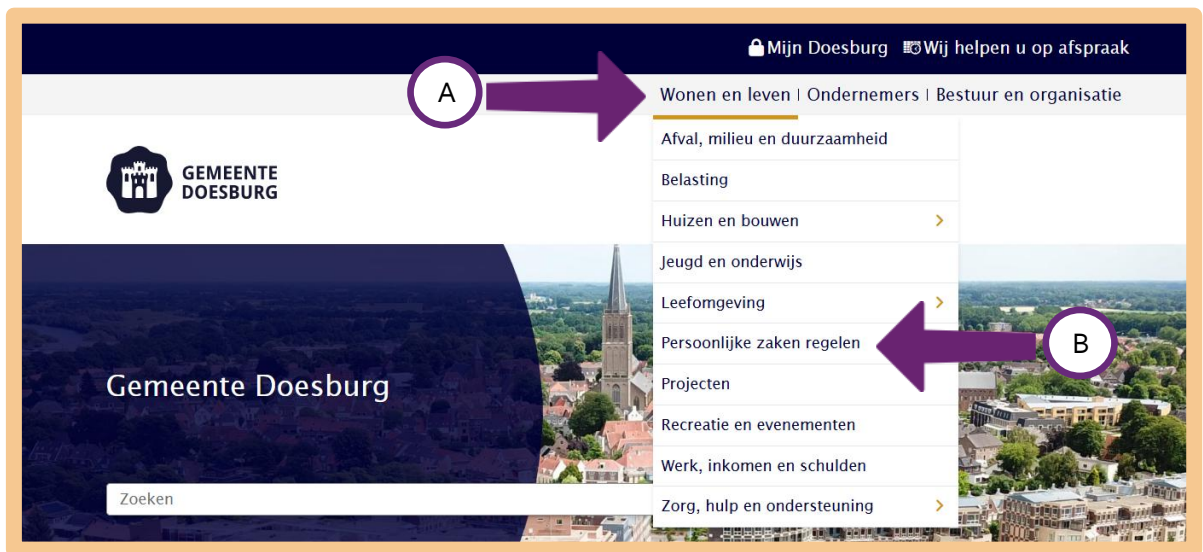 Mijn Doesburg Wij helpen u op afspraak
A
Wonen en leven | Ondernemers | Bestuur en organisatie
Afval, milieu en duurzaamheid
GEMEENTE
DOESBURG
Belasting
Huizen en bouwen
Jeugd en onderwijs
Leefomgeving
Persoonlijke zaken regelen
B
Gemeente Doesburg
Projecten
Recreatie en evenementen
Werk, inkomen en schulden
Zoeken
Zorg, hulp en ondersteuning